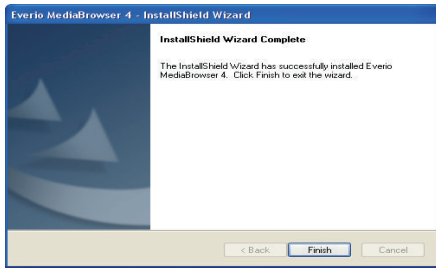 Everio MediaBrowser 4 - InstallShield Wizard
InstallShield Wizard Complete
The InstallShield Wizard has successfully installed Everio
MediaBrowser 4. Click Finish to exit the wizard.
< Back
Finish
Cancel